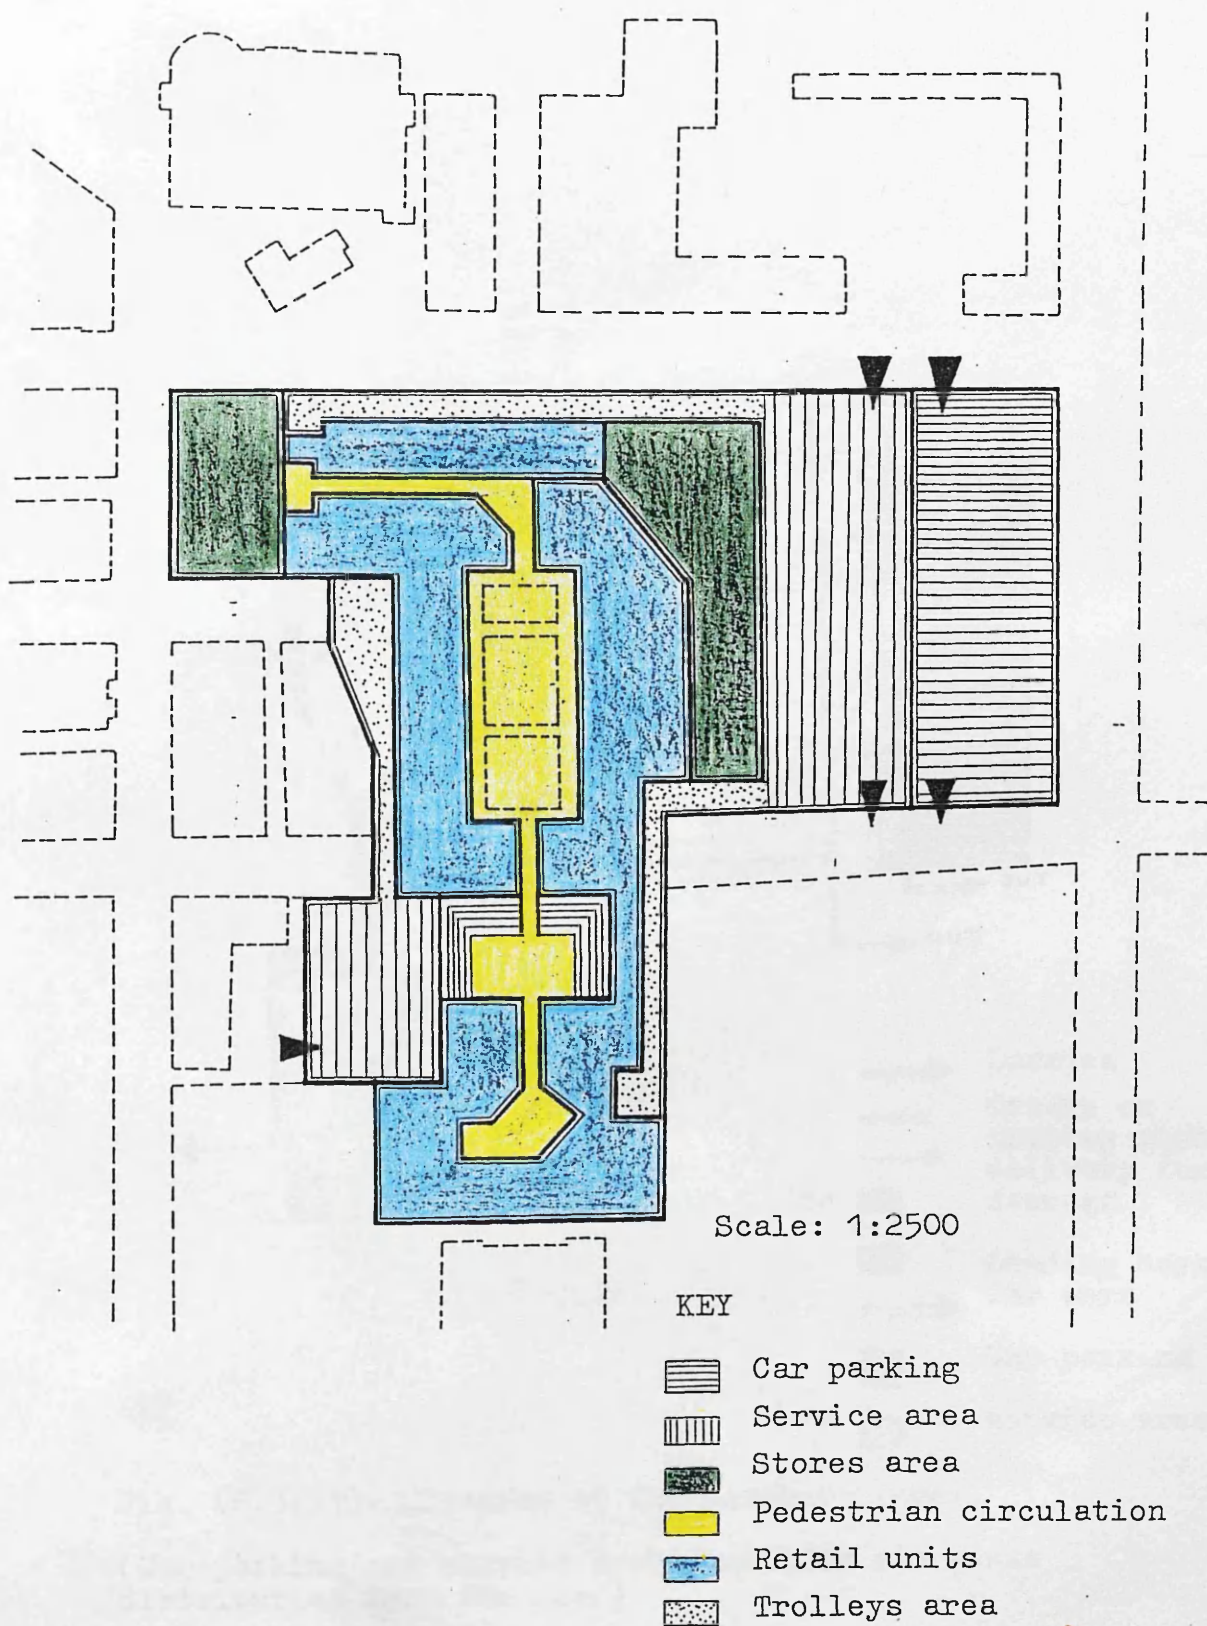 Scale: 1:2500
KEY
Car parking
Service area
Stores area
Pedestrian circulation
Retail units
Trolleys area